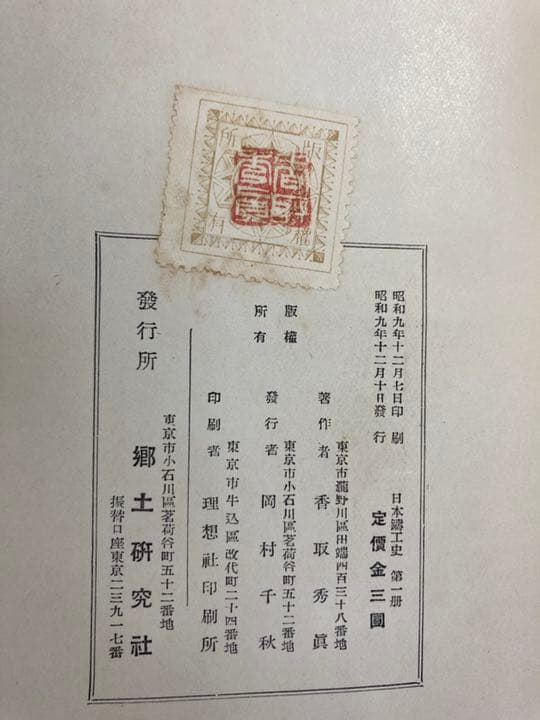 版權所有
昭和九年十二月七日印刷
昭和九年十二月十日發行
日本鑄工史 第一册
定價金三圓
版權
所有
東京市瀧野川區田端四百三十八番地
著作者 香取秀眞
東京市小石川區茗荷谷町五十二番地
發行者 岡村千秋
東京市牛込區改代町二十四番地
印刷者 理想社印刷所
發行所
東京市小石川區茗荷谷町五十二番地
鄕土硏究社
振替口座東京二三九一七番